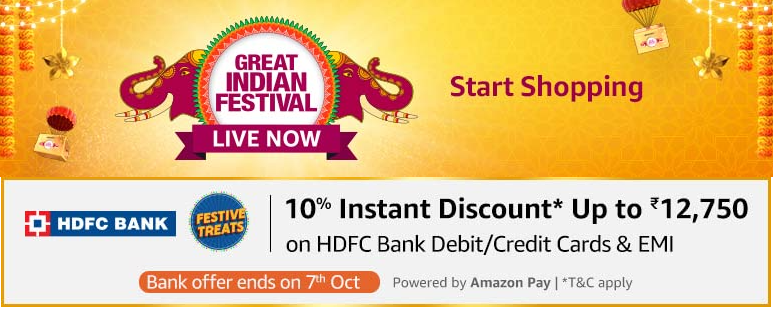 GREAT
INDIAN
FESTIVAL
LIVE NOW
Start Shopping
HDFC BANK
FESTIVE
TREATS
10% Instant Discount* Up to ₹12,750
on HDFC Bank Debit/Credit Cards & EMI
Bank offer ends on 7th Oct
Powered by Amazon Pay | *T&C apply